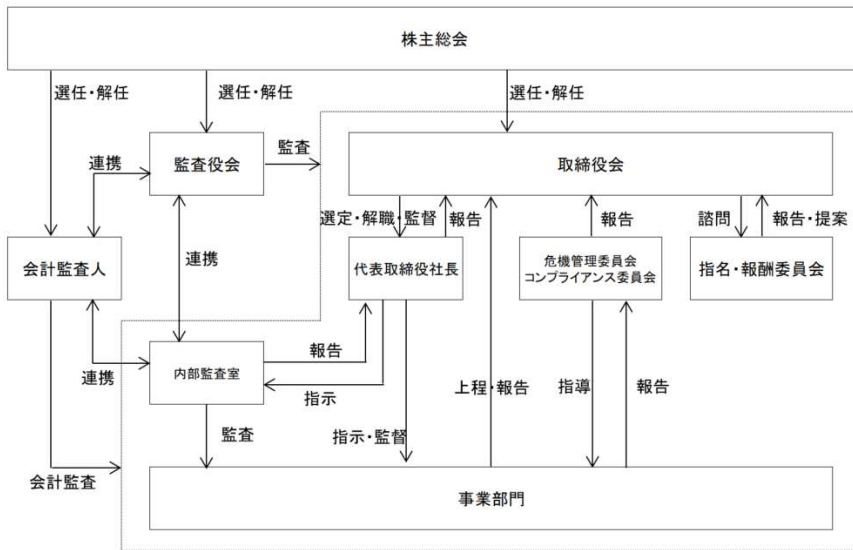 株主総会
選任・解任
選任・解任
選任・解任
監査役会
監査
取締役会
連携
選定・解職・監督
報告
報告
諮問
報告・提案
連携
会計監査人
代表取締役社長
危機管理委員会
コンプライアンス委員会
指名・報酬委員会
報告
内部監査室
連携
指示
上程・報告
指導
報告
監査
指示・監督
会計監査
事業部門